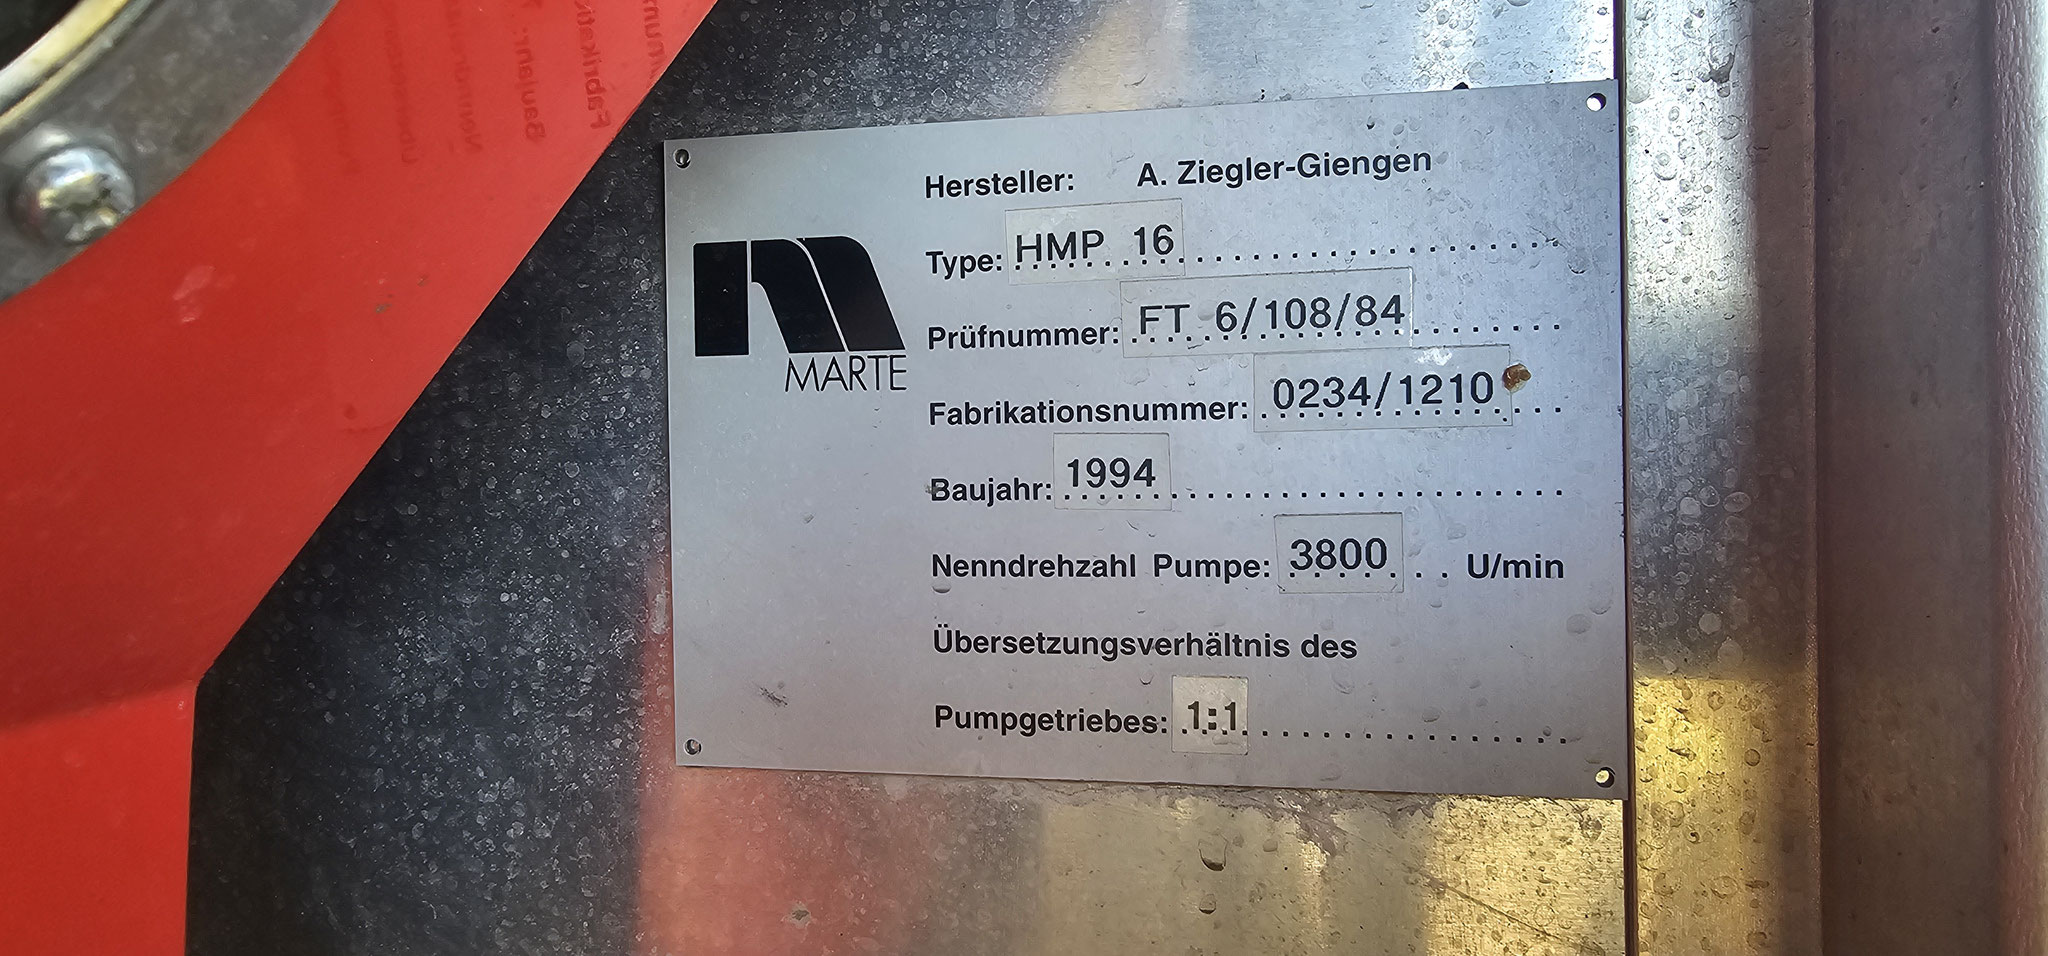 MARTE
Hersteller: A. Ziegler-Giengen
Type: HMP 16
Prüfnummer: FT 6/108/84
Fabrikationsnummer: 0234/1210
Baujahr: 1994
Nenndrehzahl Pumpe: 3800 U/min
Übersetzungsverhältnis des
Pumpgetriebes: 1:1